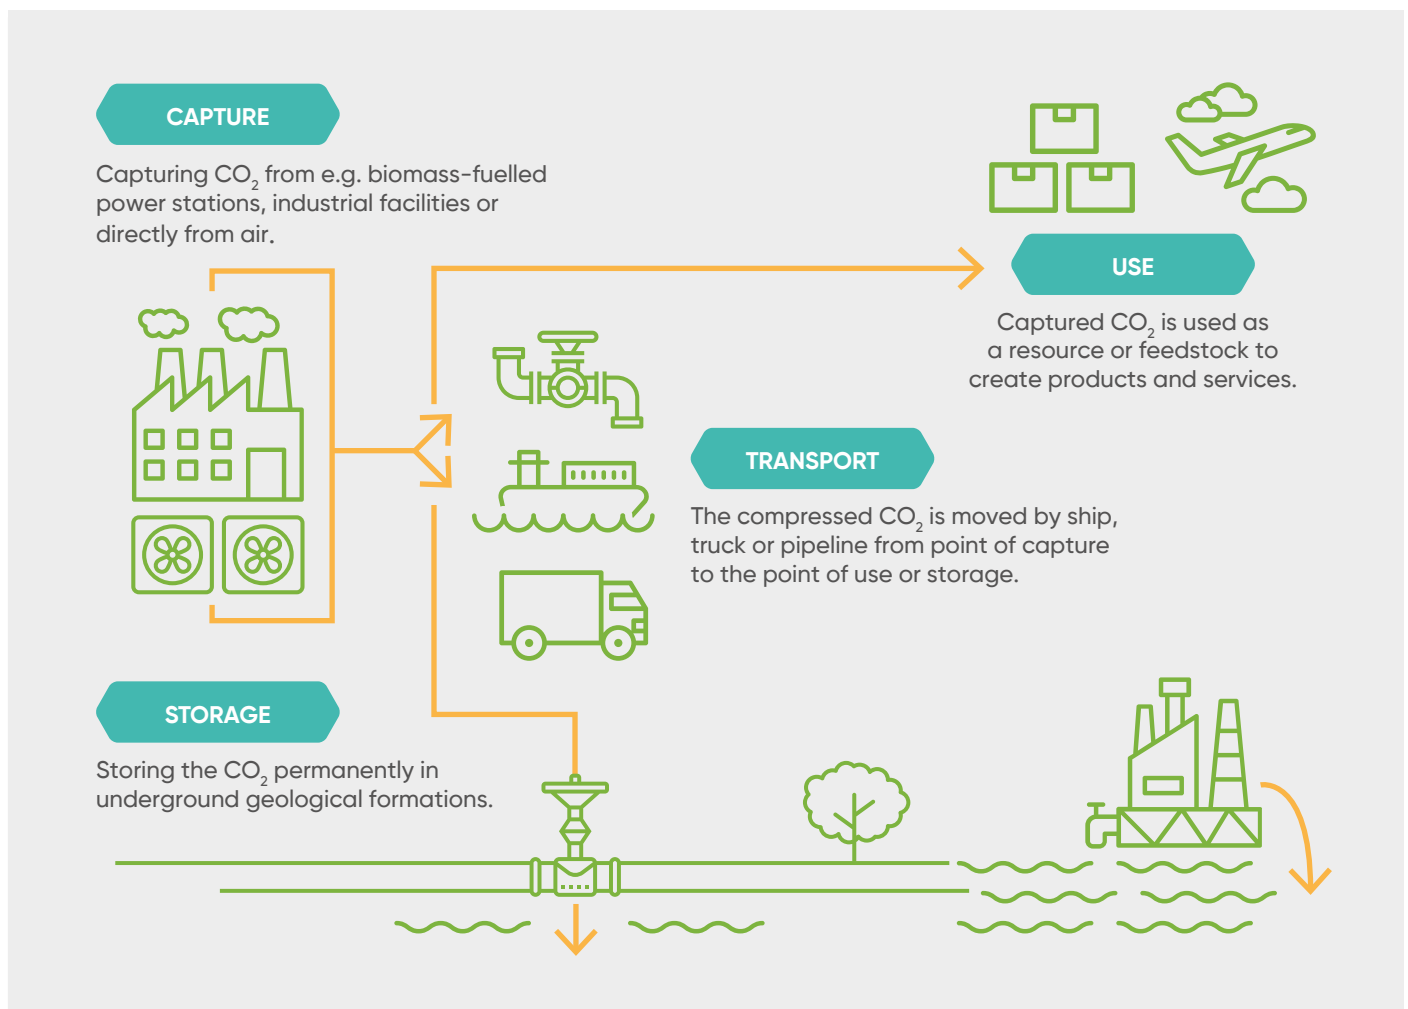 CAPTURE
Capturing CO₂ from e.g. biomass-fuelled
power stations, industrial facilities or
directly from air.
USE
Captured CO₂ is used as
a resource or feedstock to
create products and services.
TRANSPORT
The compressed CO₂ is moved by ship,
truck or pipeline from point of capture
to the point of use or storage.
STORAGE
Storing the CO₂ permanently in
underground geological formations.